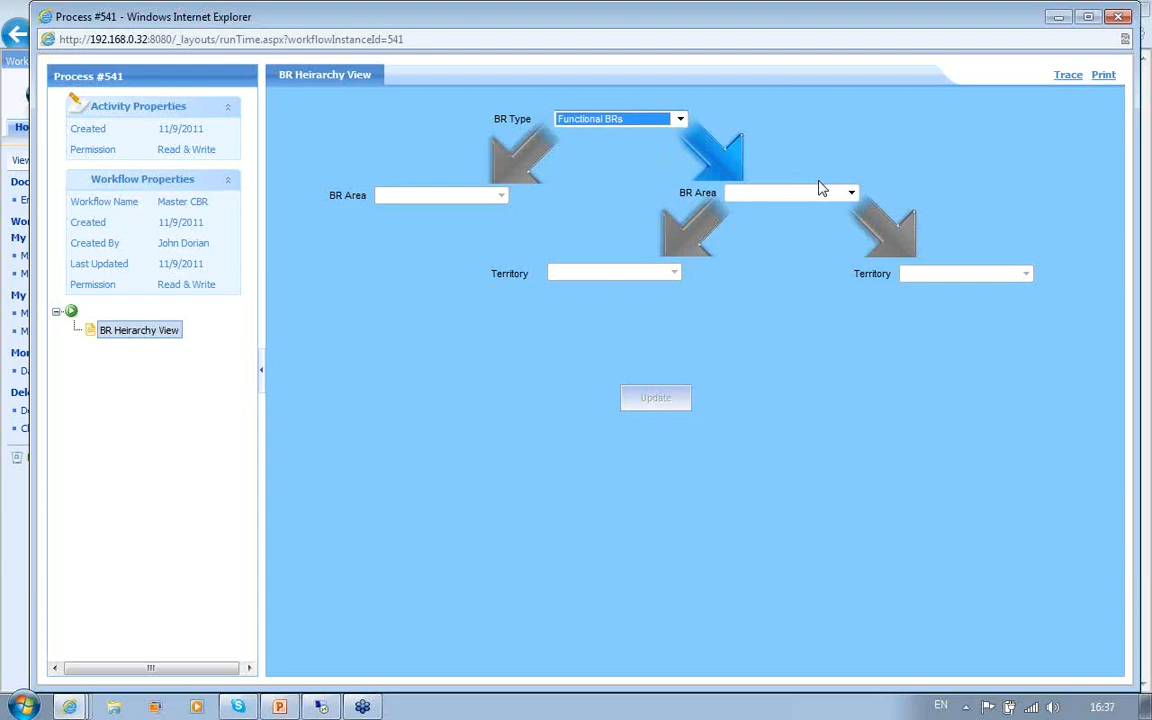 Process #541 - Windows Internet Explorer
http://192.168.0.32:8080/_layouts/runTime.aspx?workflowInstanceId=541
Work
Process #541
BR Heirarchy View
Trace
Print
Activity Properties
Created 11/9/2011
Permission Read & Write
Workflow Properties
Workflow Name Master CBR
Created 11/9/2011
Created By John Dorian
Last Updated 11/9/2011
Permission Read & Write
BR Heirarchy View
BR Type Functional BRs
BR Area
BR Area
Territory
Territory
Update
My
My
EN
16:37